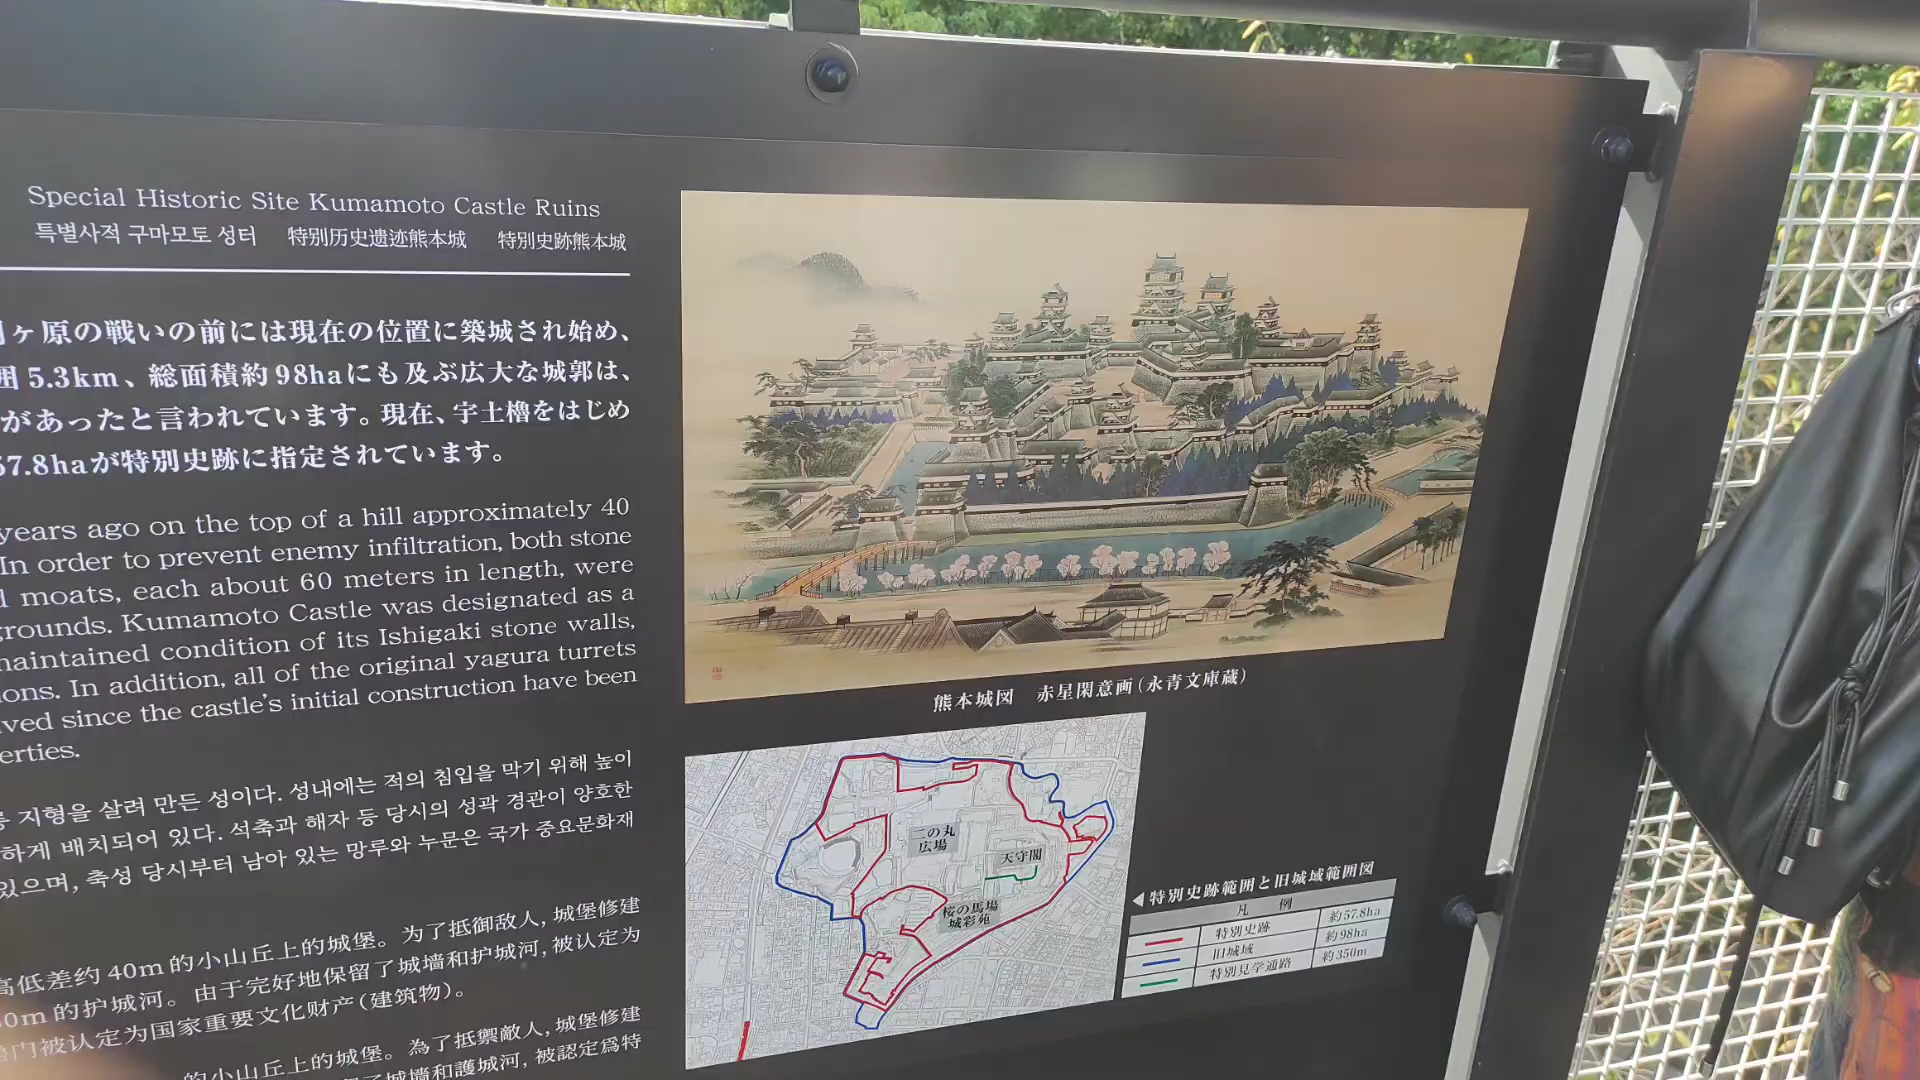 Special Historic Site Kumamoto Castle Ruins
특별사적 구마모토 성터 特别历史遗迹熊本城 特別史跡熊本城
ヶ原の戦いの前には現在の位置に築城され始め、
囲5.3km、総面積約98haにも及ぶ広大な城郭は、
があったと言われています。現在、宇土櫓をはじめ
57.8haが特別史跡に指定されています。
years ago on the top of a hill approximately 40
In order to prevent enemy infiltration, both stone
moats, each about 60 meters in length, were
grounds. Kumamoto Castle was designated as a
maintained condition of its Ishigaki stone walls,
ions. In addition, all of the original yagura turrets
ved since the castle's initial construction have been
erties.
지형을 살려 만든 성이다. 성내에는 적의 침입을 막기 위해 높이
하게 배치되어 있다. 석축과 해자 등 당시의 성곽 경관이 양호한
있으며, 축성 당시부터 남아 있는 망루와 누문은 국가 중요문화재
高低差约40m的小山丘上的城堡。为了抵御敌人,城堡修建
0m的护城河。由于完好地保留了城墙和护城河,被认定为
门被认定为国家重要文化财产(建筑物)。
的小山丘上的城堡。為了抵禦敵人,城堡修建
了城墻和護城河,被認定爲特
熊本城図 赤星閑意画(永青文庫蔵)
二の丸
広場
天守閣
桜の馬場
城彩苑
◀特別史跡範囲と旧城域範囲図
凡 例
特別史跡 約57.8ha
旧城域 約98ha
特別見学通路 約350m